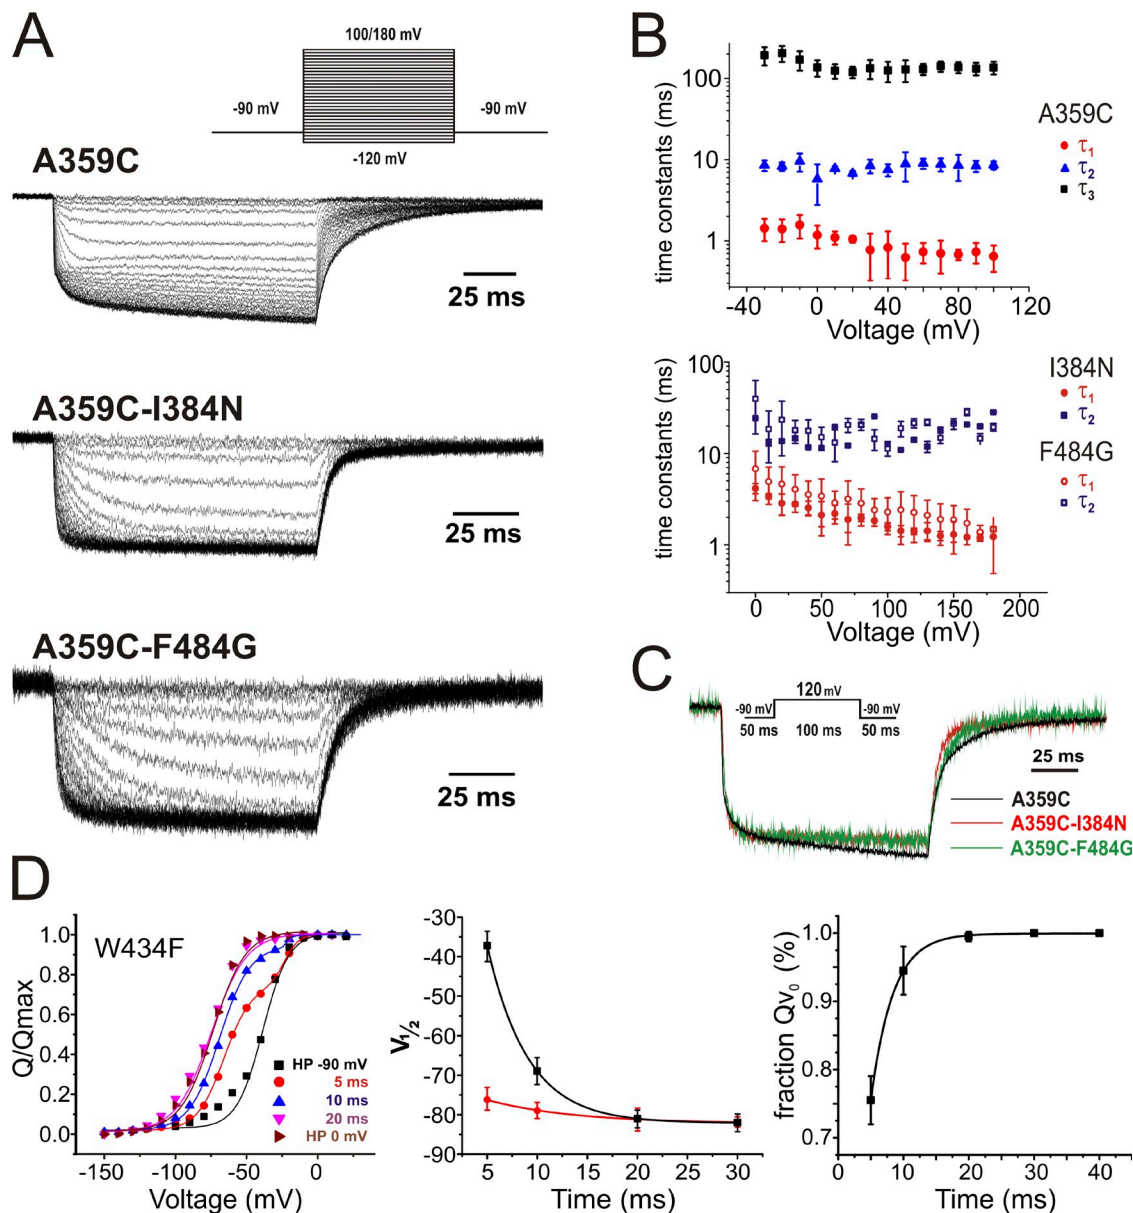 A
100/180 mV
-90 mV
-90 mV
-120 mV
A359C
25 ms
A359C-I384N
25 ms
A359C-F484G
25 ms
B
time constants (ms)
100
10
1
-40
0
40
80
120
Voltage (mV)
A359C
τ1
τ2
τ3
time constants (ms)
100
10
1
0
50
100
150
200
Voltage (mV)
I384N
τ1
τ2
F484G
τ1
τ2
C
120 mV
-90 mV
-90 mV
50 ms
100 ms
50 ms
25 ms
A359C
A359C-I384N
A359C-F484G
D
W434F
Q/Qmax
1.0
0.8
0.6
0.4
0.2
0.0
-150
-100
-50
0
Voltage (mV)
HP -90 mV
5 ms
10 ms
20 ms
HP 0 mV
V½
-30
-40
-50
-60
-70
-80
-90
5
10
15
20
25
30
Time (ms)
fraction Qv0 (%)
1.0
0.9
0.8
0.7
0
10
20
30
40
Time (ms)